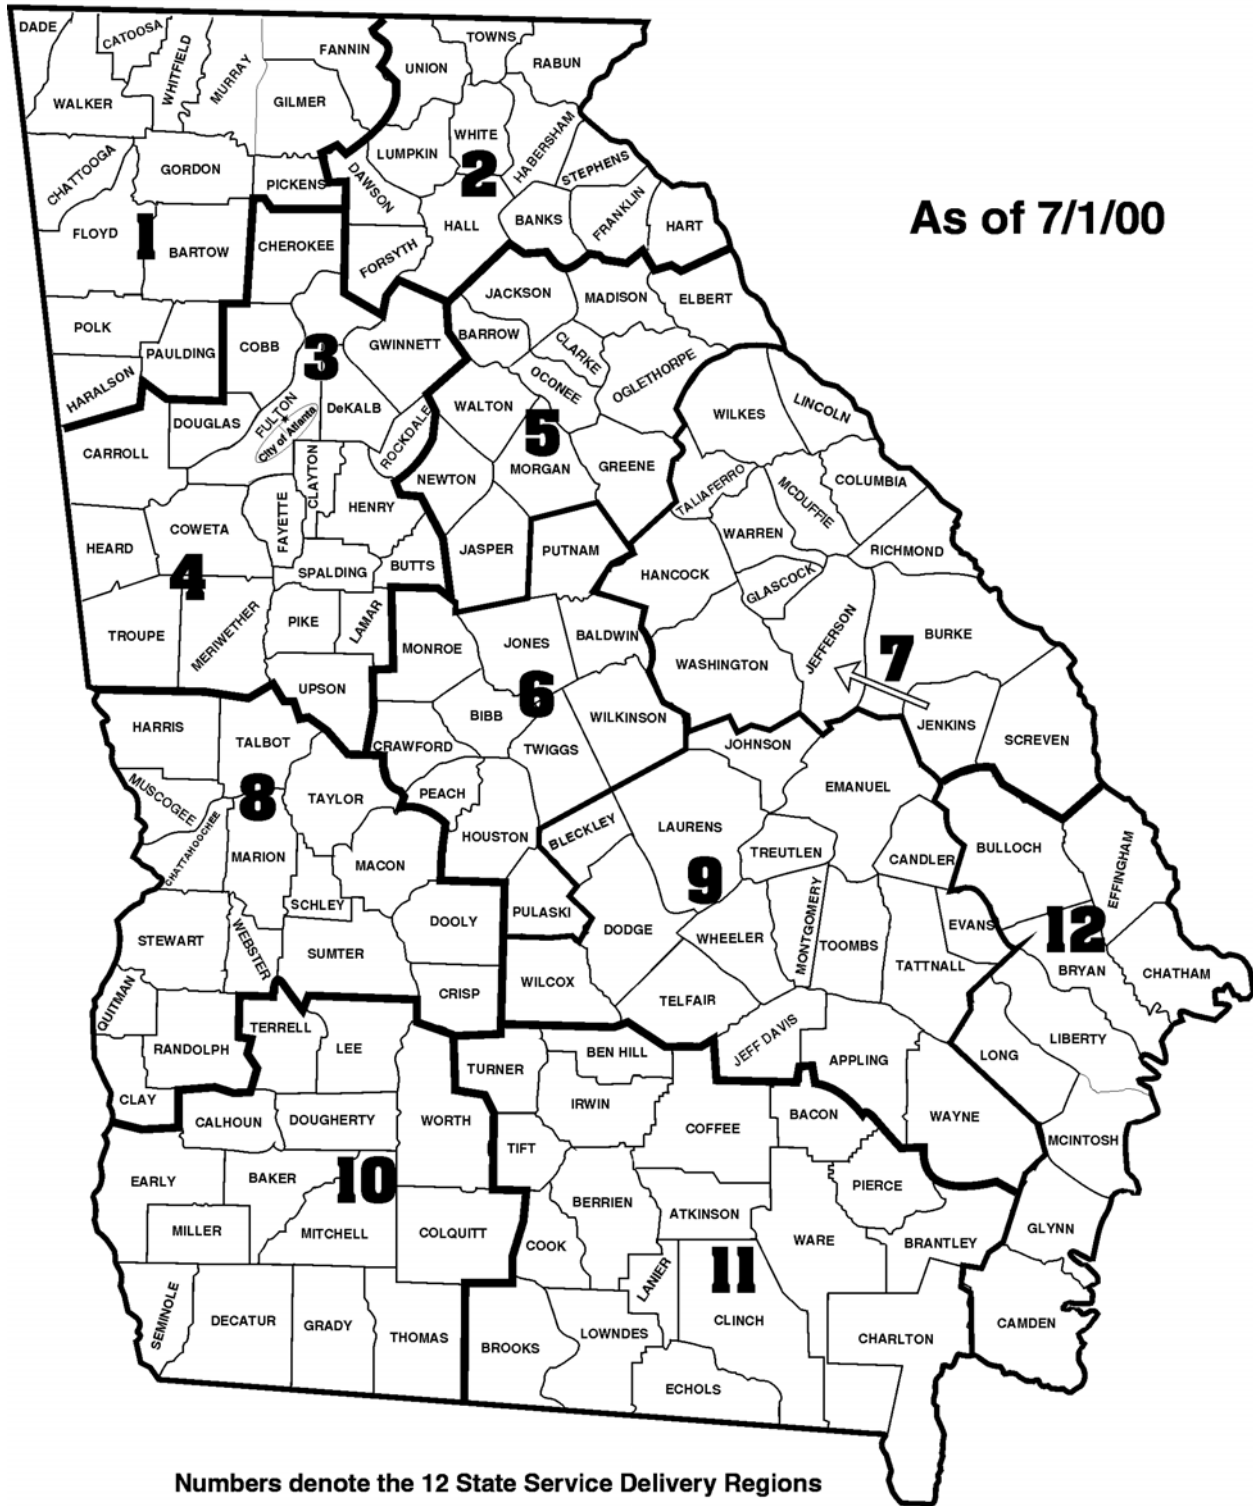 DADE
CATOOSA
WHITFIELD
MURRAY
FANNIN
UNION
TOWNS
RABUN
WALKER
GILMER
WHITE
HABERSHAM
LUMPKIN
STEPHENS
CHATTOOGA
GORDON
PICKENS
DAWSON
2
HALL
BANKS
FRANKLIN
HART
As of 7/1/00
FLOYD
1
BARTOW
CHEROKEE
FORSYTH
JACKSON
MADISON
ELBERT
POLK
PAULDING
COBB
3
GWINNETT
BARROW
CLARKE
OCONEE
OGLETHORPE
HARALSON
DOUGLAS
FULTON
City of Atlanta
DeKALB
ROCKDALE
WALTON
5
WILKES
LINCOLN
CARROLL
CLAYTON
NEWTON
MORGAN
GREENE
TALIAFERRO
MCDUFFIE
COLUMBIA
HEARD
COWETA
FAYETTE
HENRY
WARREN
RICHMOND
4
SPALDING
BUTTS
JASPER
PUTNAM
HANCOCK
GLASCOCK
TROUPE
MERIWETHER
PIKE
LAMAR
MONROE
JONES
BALDWIN
WASHINGTON
JEFFERSON
7
BURKE
UPSON
6
BIBB
WILKINSON
JENKINS
SCREVEN
HARRIS
TALBOT
CRAWFORD
TWIGGS
JOHNSON
MUSCOGEE
8
TAYLOR
PEACH
EMANUEL
CHATTAHOOCHEE
MARION
MACON
HOUSTON
BLECKLEY
LAURENS
TREUTLEN
CANDLER
BULLOCH
EFFINGHAM
9
SCHLEY
DOOLY
PULASKI
DODGE
WHEELER
MONTGOMERY
TOOMBS
EVANS
12
STEWART
WEBSTER
SUMTER
TATTNALL
BRYAN
CHATHAM
QUITMAN
CRISP
WILCOX
TELFAIR
RANDOLPH
TERRELL
LEE
TURNER
BEN HILL
JEFF DAVIS
APPLING
LONG
LIBERTY
CLAY
CALHOUN
DOUGHERTY
WORTH
IRWIN
COFFEE
BACON
WAYNE
TIFT
MCINTOSH
EARLY
BAKER
10
PIERCE
BERRIEN
ATKINSON
MILLER
MITCHELL
COLQUITT
COOK
WARE
BRANTLEY
GLYNN
LANIER
11
SEMINOLE
DECATUR
GRADY
THOMAS
BROOKS
LOWNDES
CLINCH
CHARLTON
CAMDEN
ECHOLS
Numbers denote the 12 State Service Delivery Regions